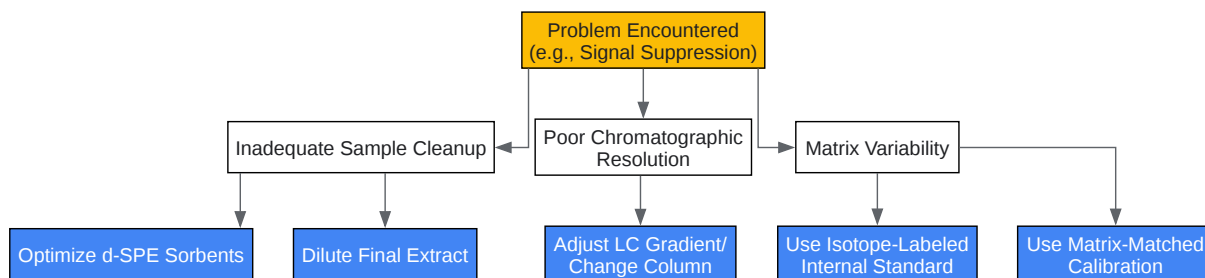 Problem Encountered
(e.g., Signal Suppression)
Inadequate Sample Cleanup
Poor Chromatographic
Resolution
Matrix Variability
Optimize d-SPE Sorbents
Dilute Final Extract
Adjust LC Gradient/
Change Column
Use Isotope-Labeled
Internal Standard
Use Matrix-Matched
Calibration